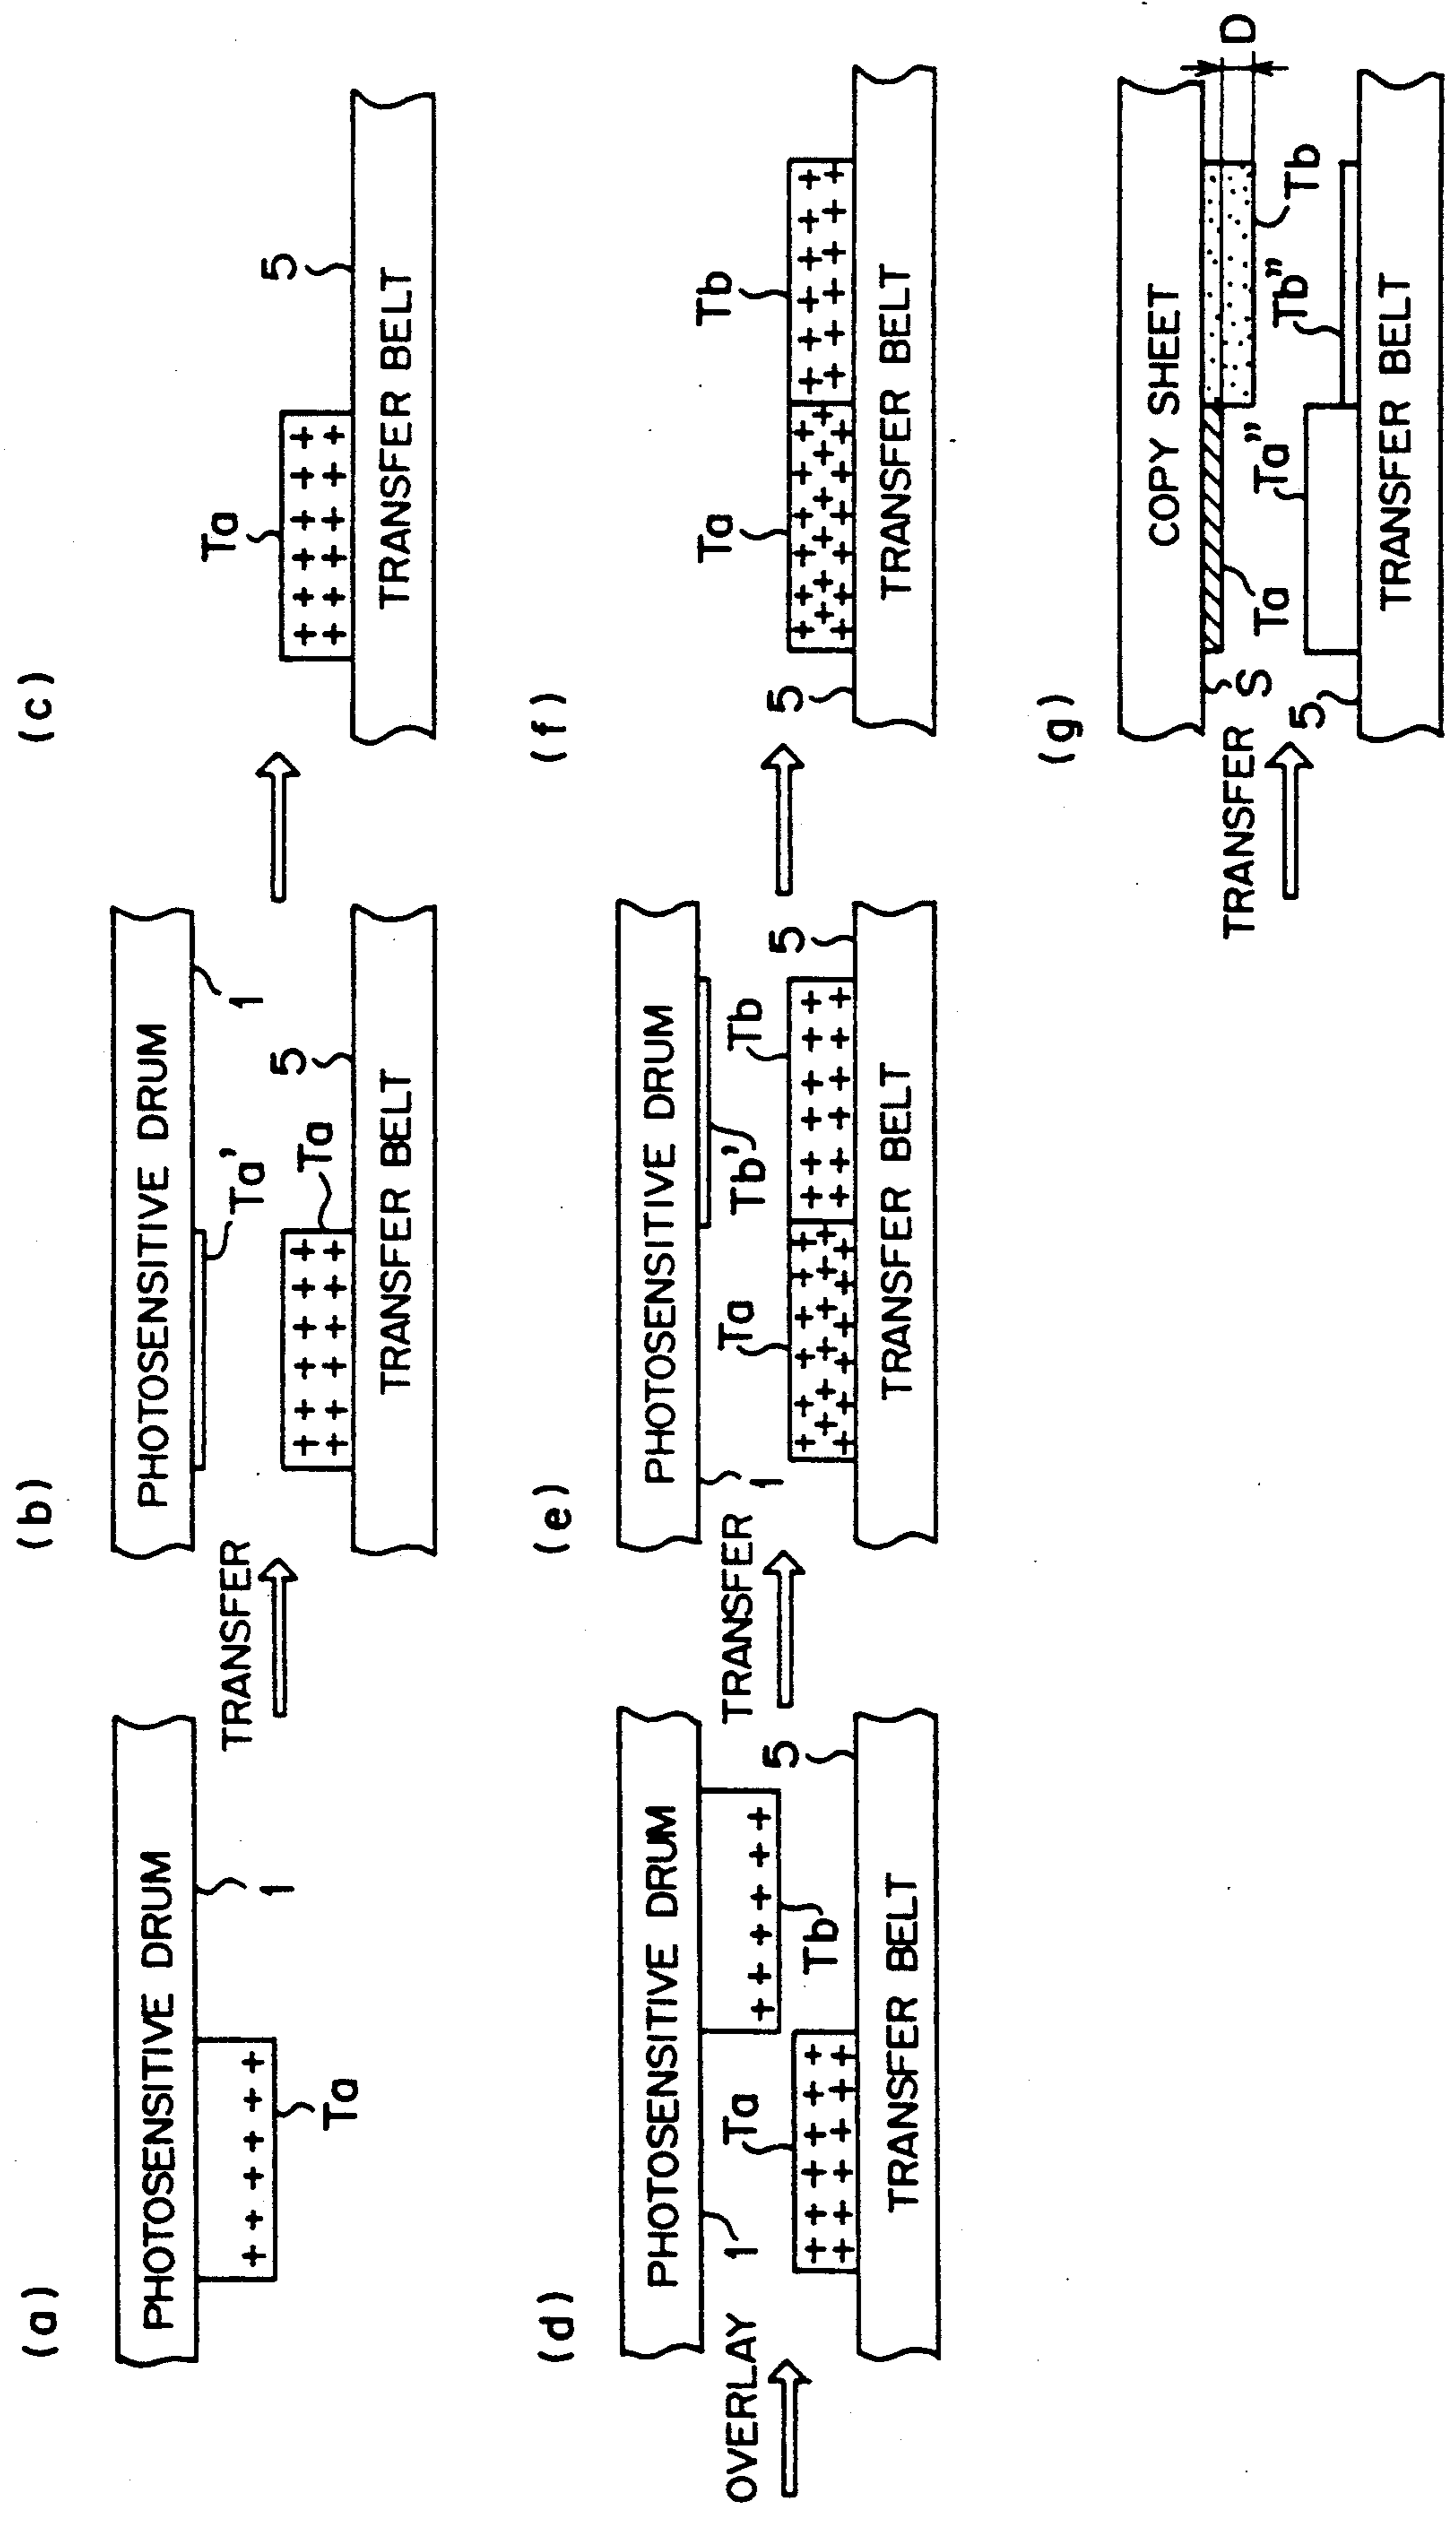 (a)
PHOTOSENSITIVE DRUM
1
Ta
TRANSFER
(b)
PHOTOSENSITIVE DRUM
1
Ta'
Ta
5
TRANSFER BELT
(c)
Ta
5
TRANSFER BELT
OVERLAY
(d)
PHOTOSENSITIVE DRUM
1
Ta
Tb
5
TRANSFER BELT
TRANSFER
(e)
PHOTOSENSITIVE DRUM
1
Ta
Tb'
Tb
5
TRANSFER BELT
(f)
Ta
Tb
5
TRANSFER BELT
TRANSFER
(g)
COPY SHEET
S
D
Ta
Ta"
Tb"
Tb
5
TRANSFER BELT